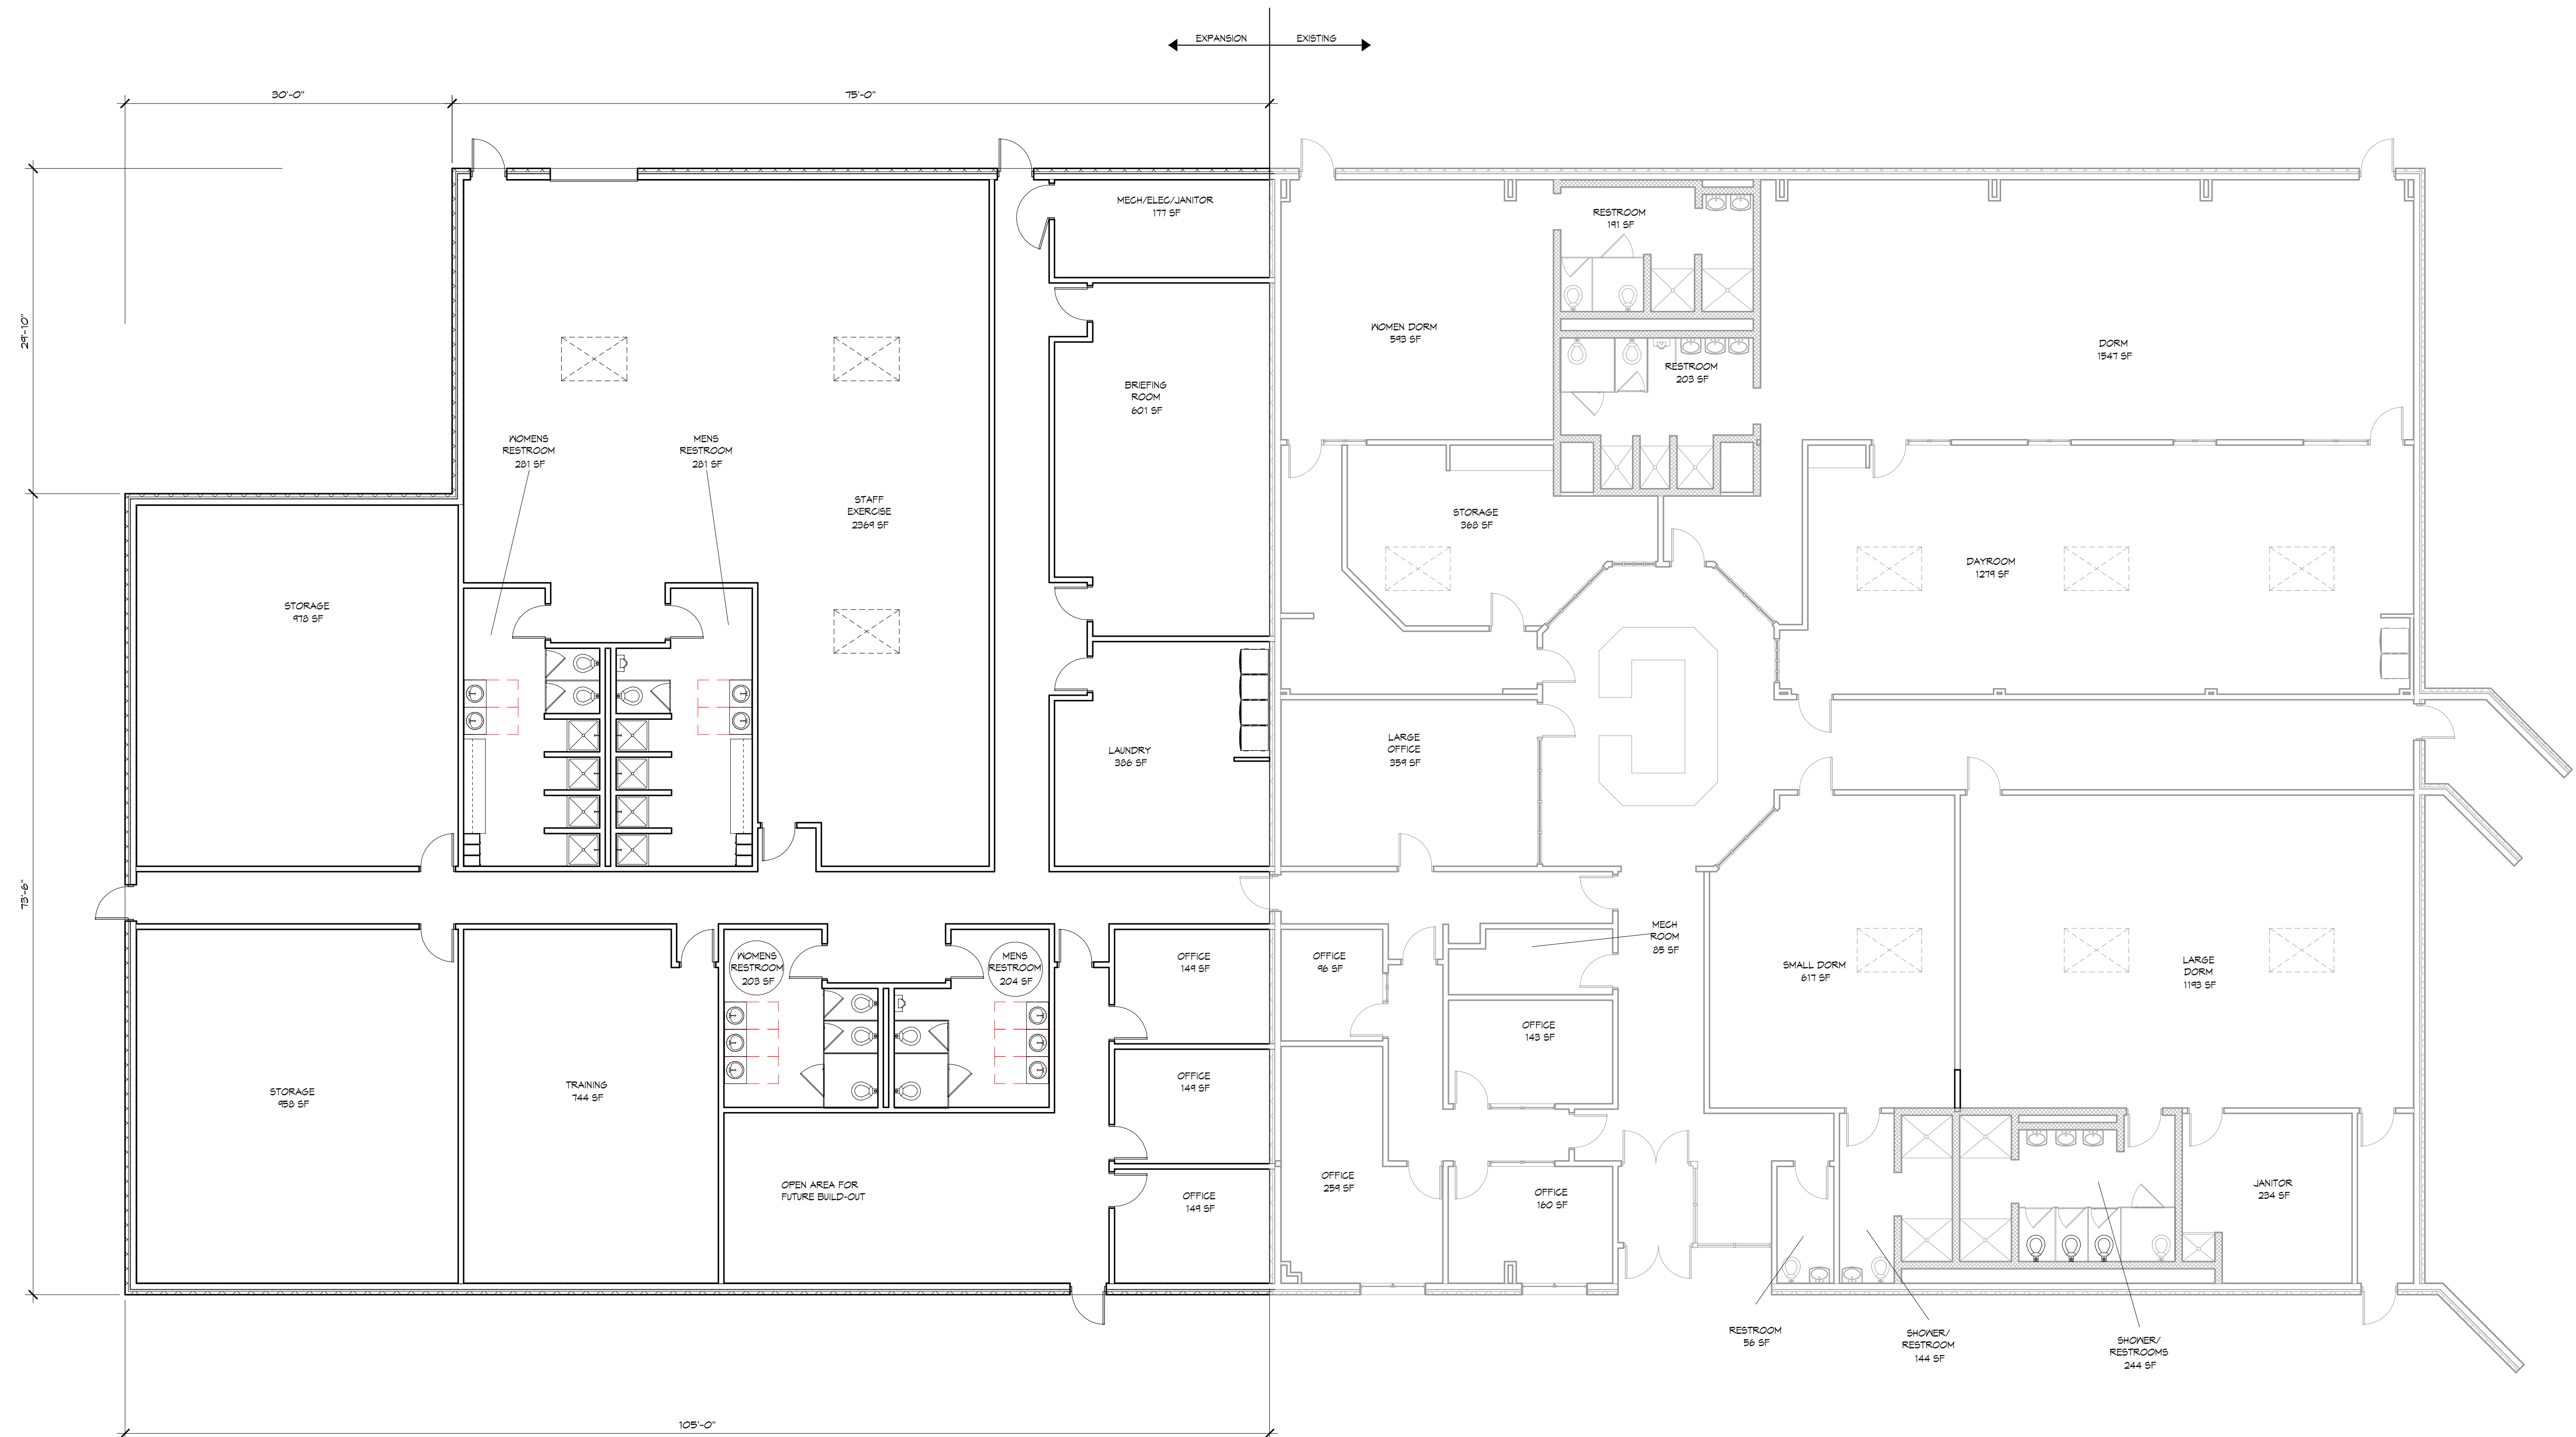 EXPANSION
EXISTING
30'-0"
75'-0"
29'-10"
73'-6"
105'-0"
MECH/ELEC/JANITOR
177 SF
BRIEFING
ROOM
601 SF
WOMENS
RESTROOM
281 SF
MENS
RESTROOM
281 SF
STAFF
EXERCISE
2369 SF
STORAGE
978 SF
LAUNDRY
386 SF
WOMENS
RESTROOM
203 SF
MENS
RESTROOM
204 SF
OFFICE
149 SF
OFFICE
149 SF
OFFICE
149 SF
STORAGE
958 SF
TRAINING
744 SF
OPEN AREA FOR
FUTURE BUILD-OUT
RESTROOM
191 SF
WOMEN DORM
593 SF
RESTROOM
203 SF
DORM
1547 SF
STORAGE
368 SF
DAYROOM
1279 SF
LARGE
OFFICE
359 SF
MECH
ROOM
85 SF
OFFICE
96 SF
OFFICE
143 SF
SMALL DORM
617 SF
LARGE
DORM
1193 SF
OFFICE
259 SF
OFFICE
160 SF
JANITOR
234 SF
RESTROOM
56 SF
SHOWER/
RESTROOM
144 SF
SHOWER/
RESTROOMS
244 SF